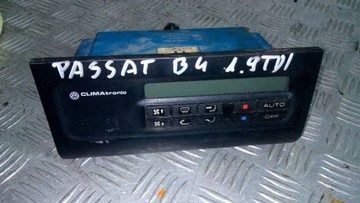 PASSAT B4 1.9TDI
CLIMAtronic
AUTO
OFF